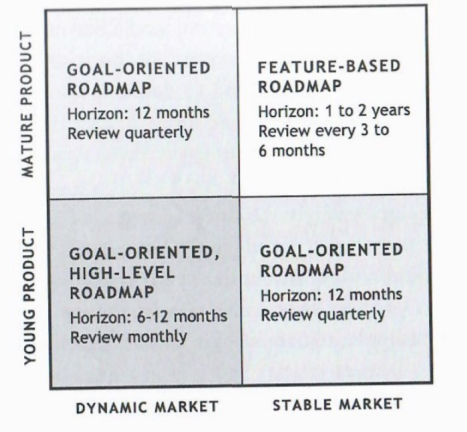 MATURE PRODUCT
GOAL-ORIENTED
ROADMAP
Horizon: 12 months
Review quarterly
FEATURE-BASED
ROADMAP
Horizon: 1 to 2 years
Review every 3 to
6 months
YOUNG PRODUCT
GOAL-ORIENTED,
HIGH-LEVEL
ROADMAP
Horizon: 6-12 months
Review monthly
GOAL-ORIENTED
ROADMAP
Horizon: 12 months
Review quarterly
DYNAMIC MARKET
STABLE MARKET